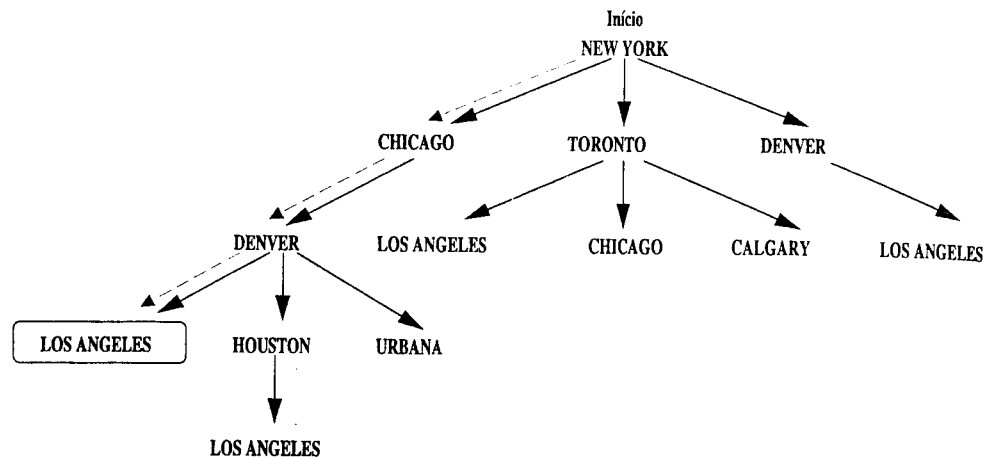 Início
NEW YORK
CHICAGO
TORONTO
DENVER
DENVER
LOS ANGELES
CHICAGO
CALGARY
LOS ANGELES
LOS ANGELES
HOUSTON
URBANA
LOS ANGELES